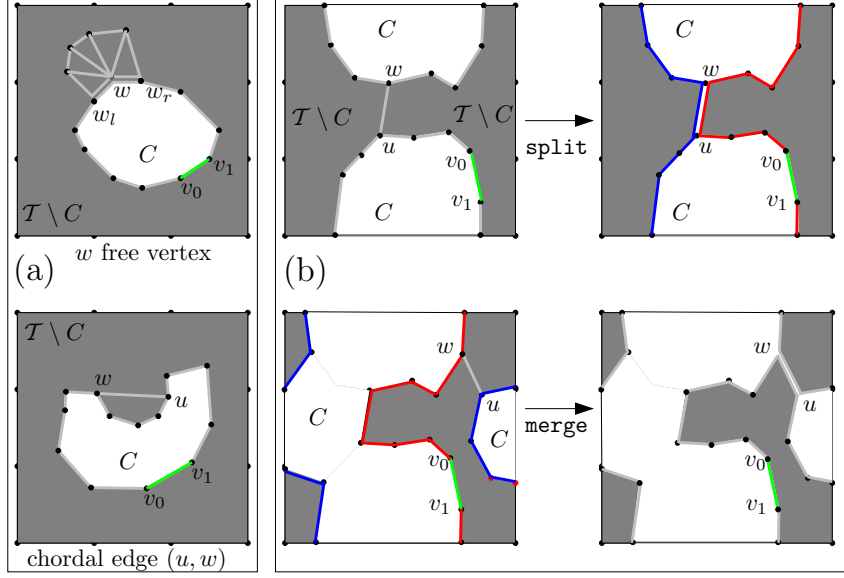 w
w_r
w_l
C
v_1
v_0
𝒯 \ C
w free vertex
(a)
𝒯 \ C
w
u
C
v_1
v_0
chordal edge (u, w)
C
w
𝒯 \ C
𝒯 \ C
u
v_0
v_1
C
split
C
w
u
v_0
v_1
C
(b)
w
u
C
C
v_0
v_1
merge
w
u
v_0
v_1